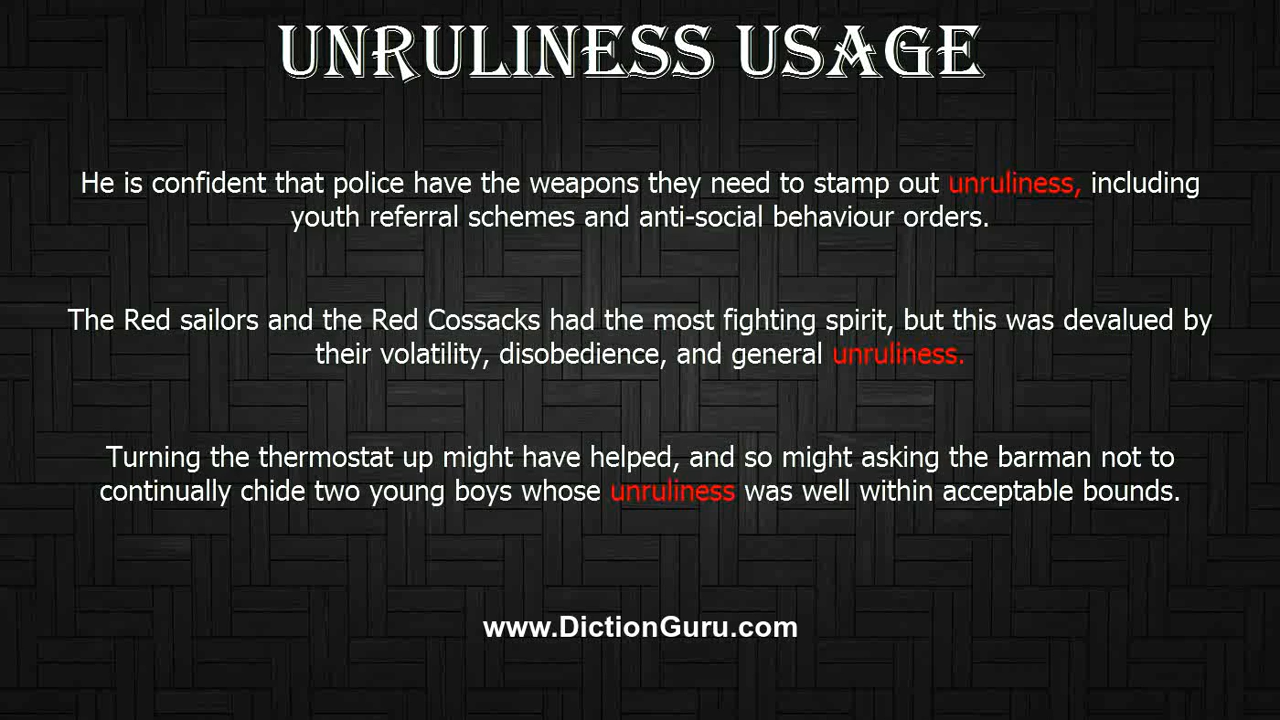 UNRULINESS USAGE
He is confident that police have the weapons they need to stamp out unruliness, including
youth referral schemes and anti-social behaviour orders.
The Red sailors and the Red Cossacks had the most fighting spirit, but this was devalued by
their volatility, disobedience, and general unruliness.
Turning the thermostat up might have helped, and so might asking the barman not to
continually chide two young boys whose unruliness was well within acceptable bounds.
www.DictionGuru.com